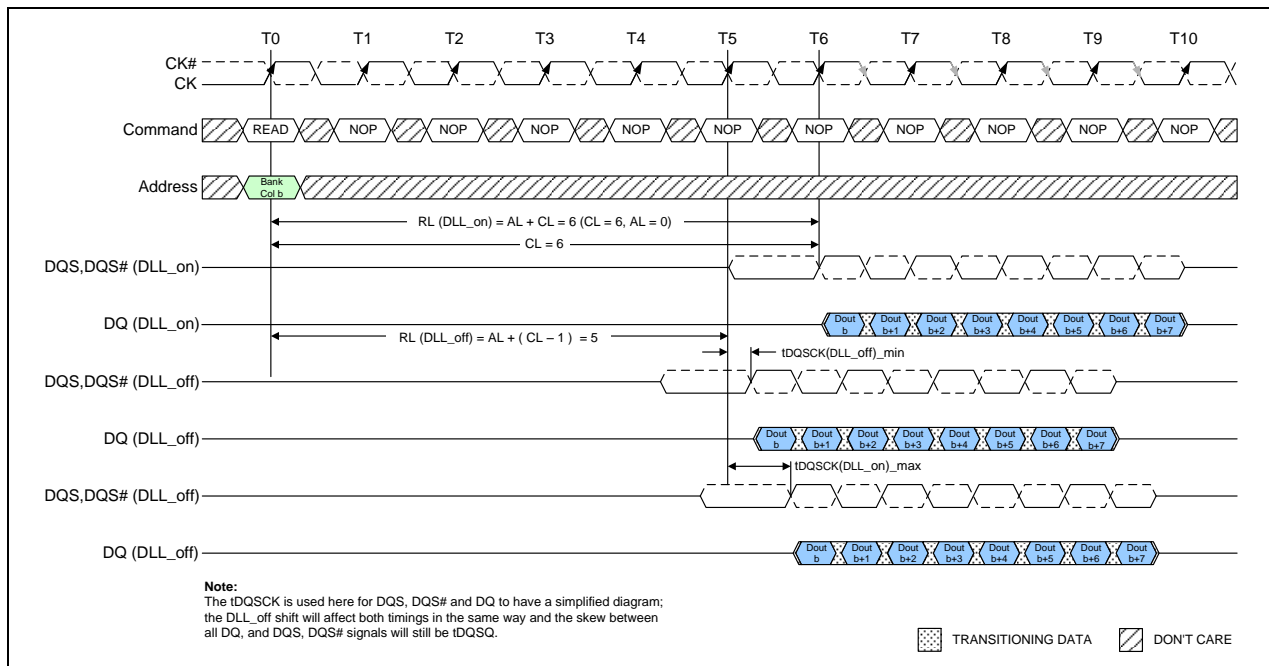 T0 T1 T2 T3 T4 T5 T6 T7 T8 T9 T10
CK#
CK
Command READ NOP NOP NOP NOP NOP NOP NOP NOP NOP NOP
Address Bank
Col b
RL (DLL_on) = AL + CL = 6 (CL = 6, AL = 0)
CL = 6
DQS,DQS# (DLL_on)
DQ (DLL_on) Dout b Dout b+1 Dout b+2 Dout b+3 Dout b+4 Dout b+5 Dout b+6 Dout b+7
RL (DLL_off) = AL + ( CL – 1 ) = 5
tDQSCK(DLL_off)_min
DQS,DQS# (DLL_off)
DQ (DLL_off) Dout b Dout b+1 Dout b+2 Dout b+3 Dout b+4 Dout b+5 Dout b+6 Dout b+7
tDQSCK(DLL_on)_max
DQS,DQS# (DLL_off)
DQ (DLL_off) Dout b Dout b+1 Dout b+2 Dout b+3 Dout b+4 Dout b+5 Dout b+6 Dout b+7
Note:
The tDQSCK is used here for DQS, DQS# and DQ to have a simplified diagram;
the DLL_off shift will affect both timings in the same way and the skew between
all DQ, and DQS, DQS# signals will still be tDQSQ.
TRANSITIONING DATA DON'T CARE